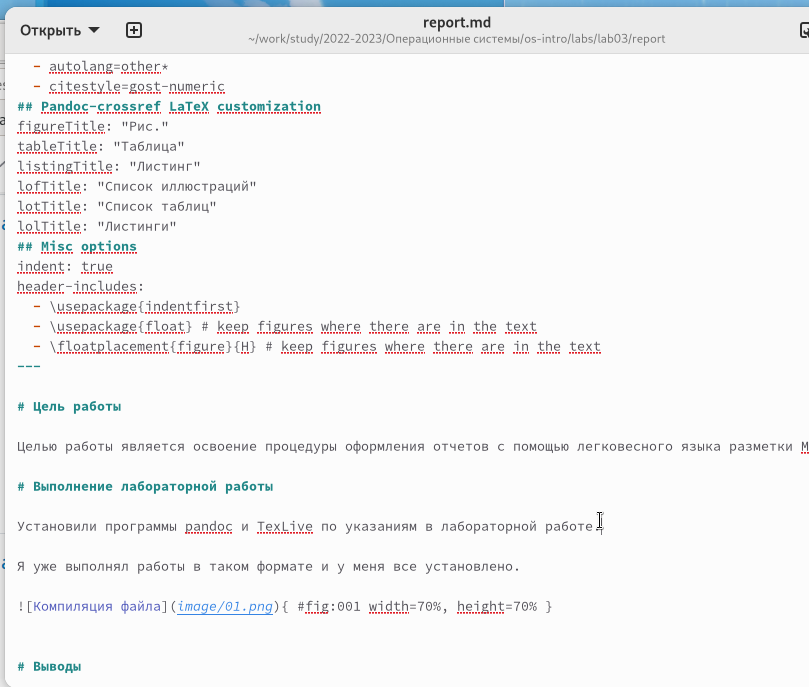 Открыть
report.md
~/work/study/2022-2023/Операционные системы/os-intro/labs/lab03/report
- autolang=other*
- citestyle=gost-numeric
## Pandoc-crossref LaTeX customization
figureTitle: "Рис."
tableTitle: "Таблица"
listingTitle: "Листинг"
lofTitle: "Список иллюстраций"
lotTitle: "Список таблиц"
lolTitle: "Листинги"
## Misc options
indent: true
header-includes:
- \usepackage{indentfirst}
- \usepackage{float} # keep figures where there are in the text
- \floatplacement{figure}{H} # keep figures where there are in the text
---
# Цель работы
Целью работы является освоение процедуры оформления отчетов с помощью легковесного языка разметки M
# Выполнение лабораторной работы
Установили программы pandoc и TexLive по указаниям в лабораторной работе.
Я уже выполнял работы в таком формате и у меня все установлено.
![Компиляция файла](image/01.png){ #fig:001 width=70%, height=70% }
# Выводы